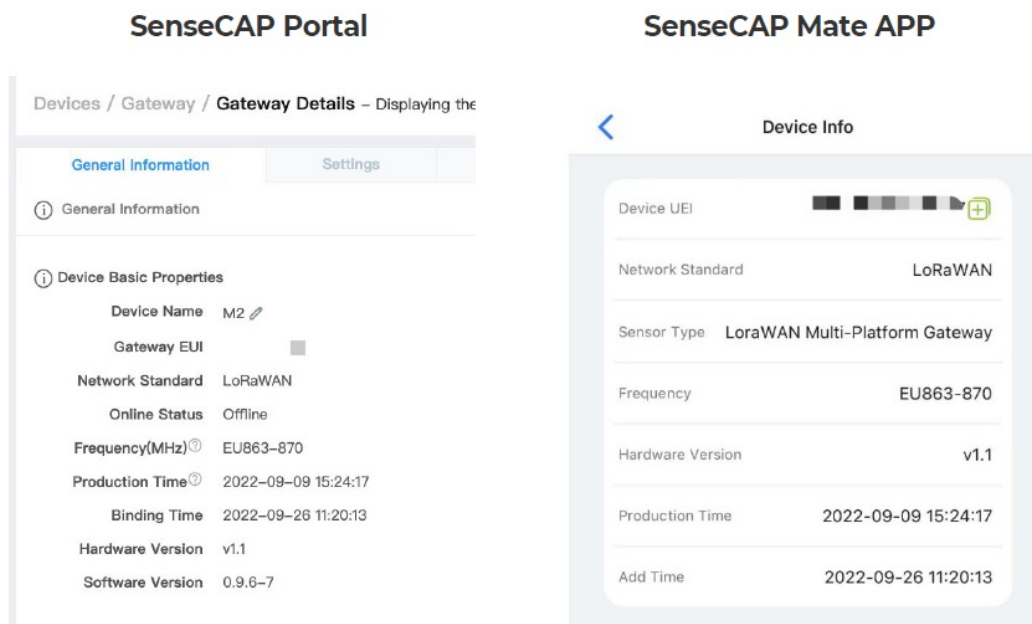 SenseCAP Portal
Devices / Gateway / Gateway Details – Displaying the
General Information Settings
General Information
Device Basic Properties
Device Name M2
Gateway EUI
Network Standard LoRaWAN
Online Status Offline
Frequency(MHz) EU863–870
Production Time 2022–09–09 15:24:17
Binding Time 2022–09–26 11:20:13
Hardware Version v1.1
Software Version 0.9.6–7
SenseCAP Mate APP
Device Info
Device UEI
Network Standard LoRaWAN
Sensor Type LoraWAN Multi-Platform Gateway
Frequency EU863-870
Hardware Version v1.1
Production Time 2022-09-09 15:24:17
Add Time 2022-09-26 11:20:13